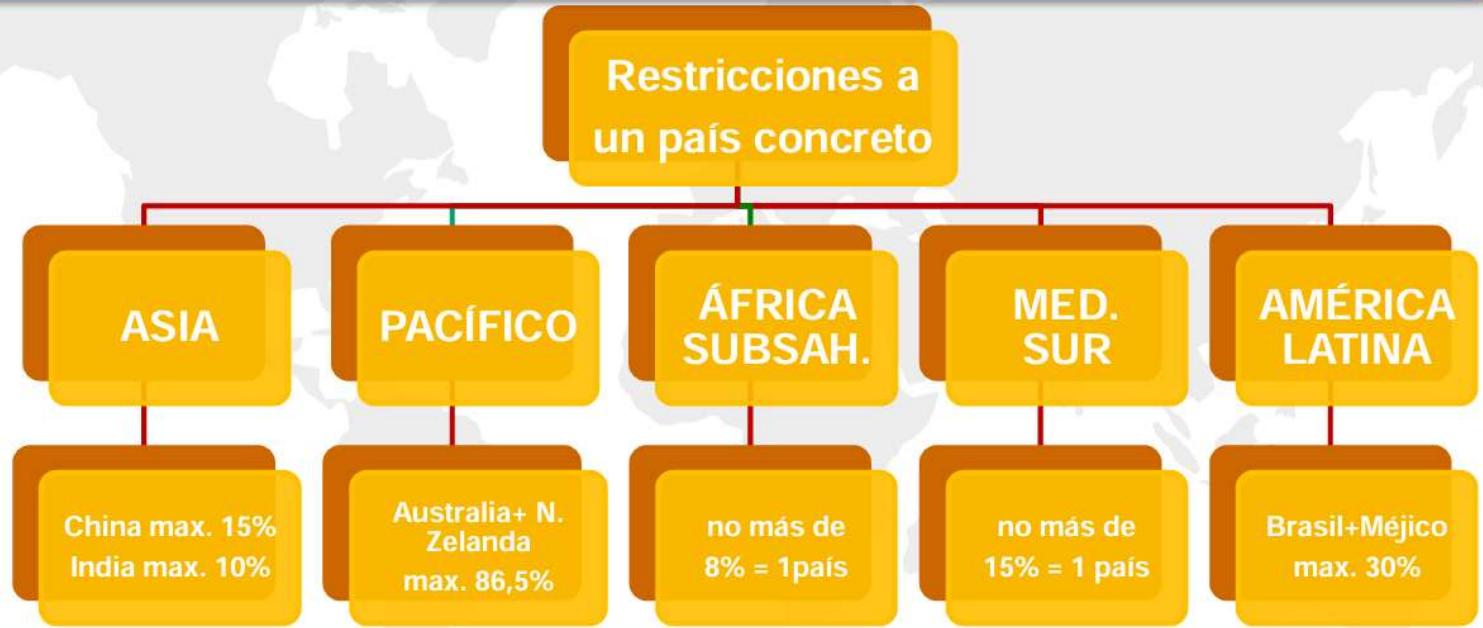 Restricciones a
un país concreto
ASIA
PACÍFICO
ÁFRICA
SUBSAH.
MED.
SUR
AMÉRICA
LATINA
China max. 15%
India max. 10%
Australia+ N.
Zelanda
max. 86,5%
no más de
8% = 1país
no más de
15% = 1 país
Brasil+Méjico
max. 30%